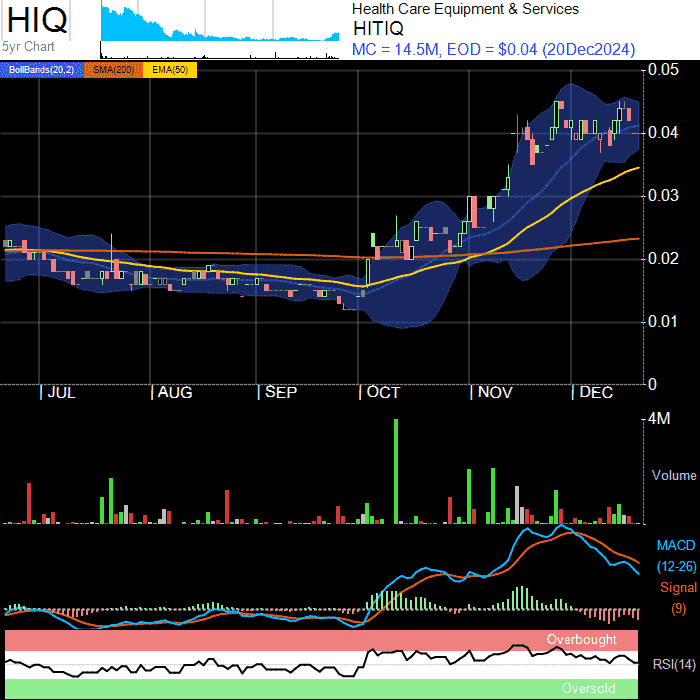 HIQ
5yr Chart
Health Care Equipment & Services
HITIQ
MC = 14.5M, EOD = $0.04 (20Dec2024)
BollBands(20,2) SMA(200) EMA(50)
0.05
0.04
0.03
0.02
0.01
0
JUL AUG SEP OCT NOV DEC
4M
Volume
MACD
(12-26)
Signal
(9)
Overbought
RSI(14)
Oversold